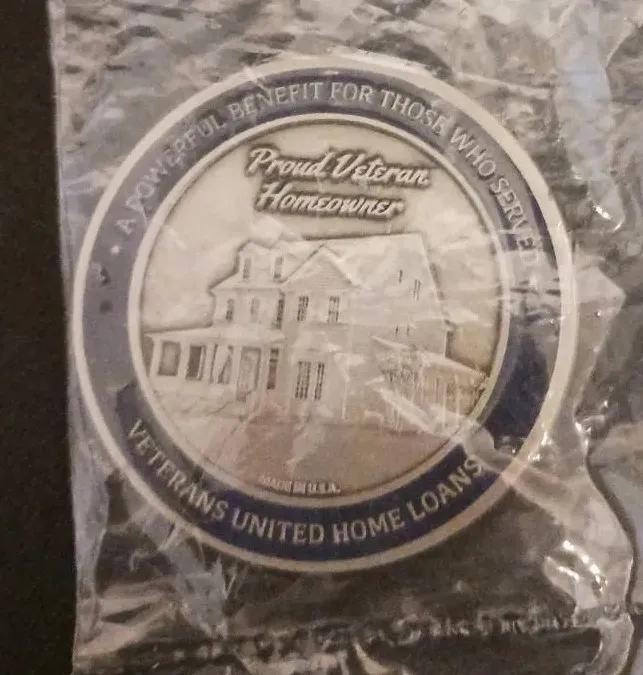 A POWERFUL BENEFIT FOR THOSE WHO SERVED
Proud Veteran
Homeowner
MADE IN U.S.A.
VETERANS UNITED HOME LOANS